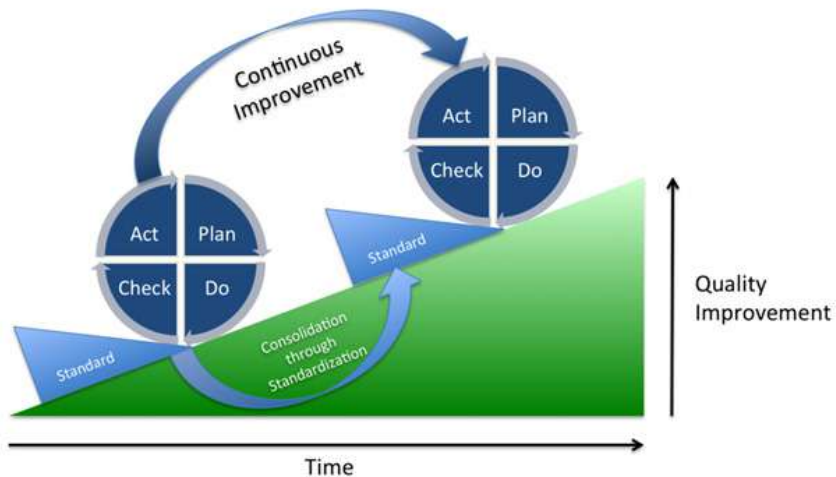 Continuous
Improvement
Act
Plan
Check
Do
Act
Plan
Check
Do
Standard
Standard
Consolidation
through
Standardization
Quality
Improvement
Time